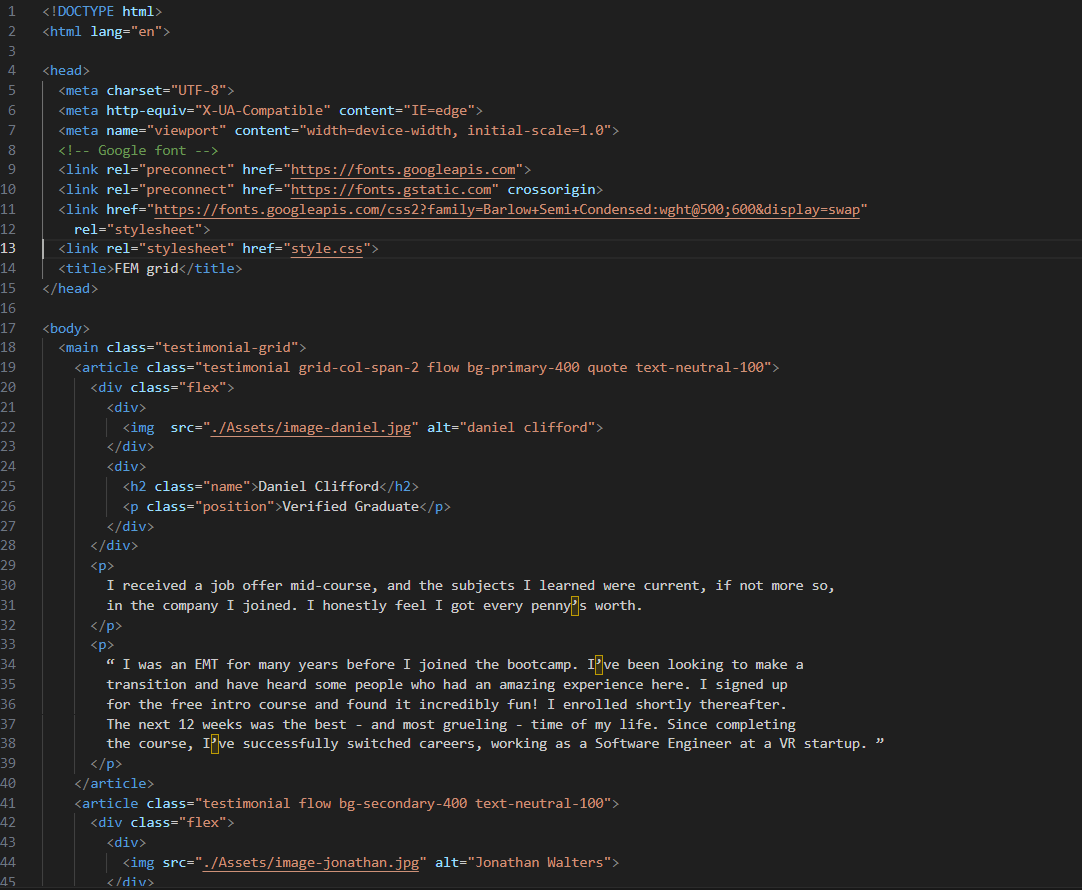 1 <!DOCTYPE html>
2 <html lang="en">
3
4 <head>
5 <meta charset="UTF-8">
6 <meta http-equiv="X-UA-Compatible" content="IE=edge">
7 <meta name="viewport" content="width=device-width, initial-scale=1.0">
8 <!-- Google font -->
9 <link rel="preconnect" href="https://fonts.googleapis.com">
10 <link rel="preconnect" href="https://fonts.gstatic.com" crossorigin>
11 <link href="https://fonts.googleapis.com/css2?family=Barlow+Semi+Condensed:wght@500;600&display=swap"
12 rel="stylesheet">
13 <link rel="stylesheet" href="style.css">
14 <title>FEM grid</title>
15 </head>
16
17 <body>
18 <main class="testimonial-grid">
19 <article class="testimonial grid-col-span-2 flow bg-primary-400 quote text-neutral-100">
20 <div class="flex">
21 <div>
22 <img  src="./Assets/image-daniel.jpg" alt="daniel clifford">
23 </div>
24 <div>
25 <h2 class="name">Daniel Clifford</h2>
26 <p class="position">Verified Graduate</p>
27 </div>
28 </div>
29 <p>
30 I received a job offer mid-course, and the subjects I learned were current, if not more so,
31 in the company I joined. I honestly feel I got every penny’s worth.
32 </p>
33 <p>
34 “ I was an EMT for many years before I joined the bootcamp. I’ve been looking to make a
35 transition and have heard some people who had an amazing experience here. I signed up
36 for the free intro course and found it incredibly fun! I enrolled shortly thereafter.
37 The next 12 weeks was the best - and most grueling - time of my life. Since completing
38 the course, I’ve successfully switched careers, working as a Software Engineer at a VR startup. ”
39 </p>
40 </article>
41 <article class="testimonial flow bg-secondary-400 text-neutral-100">
42 <div class="flex">
43 <div>
44 <img src="./Assets/image-jonathan.jpg" alt="Jonathan Walters">
45 </div>